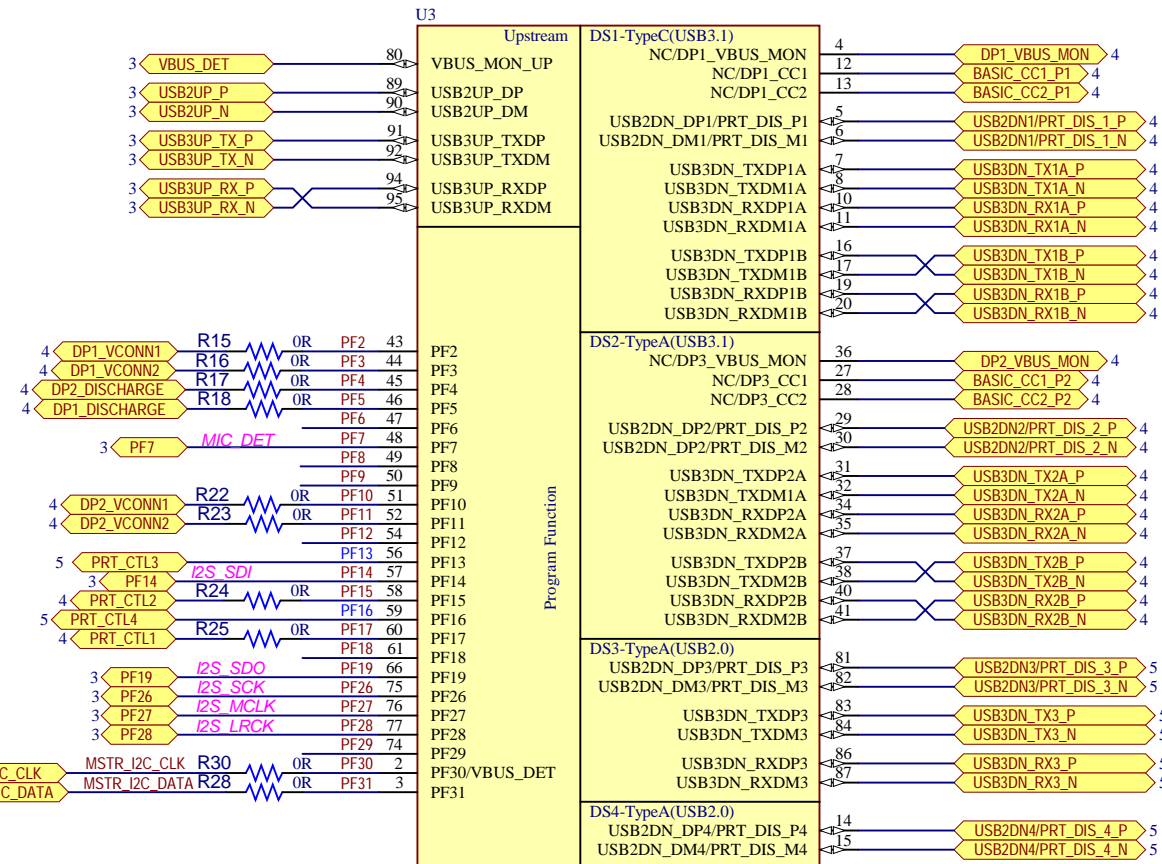 U3
Upstream DS1-TypeC(USB3.1)
3 VBUS_DET 80 VBUS_MON_UP NC/DP1_VBUS_MON 4 DP1_VBUS_MON 4
NC/DP1_CC1 12 BASIC_CC1_P1 4
3 USB2UP_P 89 USB2UP_DP NC/DP1_CC2 13 BASIC_CC2_P1 4
3 USB2UP_N 90 USB2UP_DM
USB2DN_DP1/PRT_DIS_P1 5 USB2DN1/PRT_DIS_1_P 4
3 USB3UP_TX_P 91 USB3UP_TXDP USB2DN_DM1/PRT_DIS_M1 6 USB2DN1/PRT_DIS_1_N 4
3 USB3UP_TX_N 92 USB3UP_TXDM
USB3DN_TXDP1A 7 USB3DN_TX1A_P 4
3 USB3UP_RX_P 94 USB3UP_RXDP USB3DN_TXDM1A 8 USB3DN_TX1A_N 4
3 USB3UP_RX_N 95 USB3UP_RXDM USB3DN_RXDP1A 10 USB3DN_RX1A_P 4
USB3DN_RXDM1A 11 USB3DN_RX1A_N 4
USB3DN_TXDP1B 16 USB3DN_TX1B_P 4
USB3DN_TXDM1B 17 USB3DN_TX1B_N 4
USB3DN_RXDP1B 19 USB3DN_RX1B_P 4
USB3DN_RXDM1B 20 USB3DN_RX1B_N 4
DS2-TypeA(USB3.1)
4 DP1_VCONN1 R15 0R PF2 43 PF2 NC/DP3_VBUS_MON 36 DP2_VBUS_MON 4
4 DP1_VCONN2 R16 0R PF3 44 PF3 NC/DP3_CC1 27 BASIC_CC1_P2 4
4 DP2_DISCHARGE R17 0R PF4 45 PF4 NC/DP3_CC2 28 BASIC_CC2_P2 4
4 DP1_DISCHARGE R18 0R PF5 46 PF5
PF6 47 PF6 USB2DN_DP2/PRT_DIS_P2 29 USB2DN2/PRT_DIS_2_P 4
3 PF7 MIC_DET PF7 48 PF7 USB2DN_DP2/PRT_DIS_M2 30 USB2DN2/PRT_DIS_2_N 4
PF8 49 PF8
PF9 50 PF9 USB3DN_TXDP2A 31 USB3DN_TX2A_P 4
4 DP2_VCONN1 R22 0R PF10 51 PF10 USB3DN_TXDM1A 32 USB3DN_TX2A_N 4
4 DP2_VCONN2 R23 0R PF11 52 PF11 USB3DN_RXDP2A 34 USB3DN_RX2A_P 4
PF12 54 PF12 USB3DN_RXDM2A 35 USB3DN_RX2A_N 4
Program Function
5 PRT_CTL3 PF13 56 PF13 USB3DN_TXDP2B 37 USB3DN_TX2B_P 4
3 PF14 I2S_SDI PF14 57 PF14 USB3DN_TXDM2B 38 USB3DN_TX2B_N 4
4 PRT_CTL2 R24 0R PF15 58 PF15 USB3DN_RXDP2B 40 USB3DN_RX2B_P 4
5 PRT_CTL4 PF16 59 PF16 USB3DN_RXDM2B 41 USB3DN_RX2B_N 4
4 PRT_CTL1 R25 0R PF17 60 PF17
PF18 61 PF18 DS3-TypeA(USB2.0)
3 PF19 I2S_SDO PF19 66 PF19 USB2DN_DP3/PRT_DIS_P3 81 USB2DN3/PRT_DIS_3_P 5
3 PF26 I2S_SCK PF26 75 PF26 USB2DN_DM3/PRT_DIS_M3 82 USB2DN3/PRT_DIS_3_N 5
3 PF27 I2S_MCLK PF27 76 PF27 USB3DN_TXDP3 83 USB3DN_TX3_P
3 PF28 I2S_LRCK PF28 77 PF28 USB3DN_TXDM3 84 USB3DN_TX3_N
PF29 74 PF29
C_CLK MSTR_I2C_CLK R30 0R PF30 2 PF30/VBUS_DET USB3DN_RXDP3 86 USB3DN_RX3_P
C_DATA MSTR_I2C_DATA R28 0R PF31 3 PF31 USB3DN_RXDM3 87 USB3DN_RX3_N
DS4-TypeA(USB2.0)
USB2DN_DP4/PRT_DIS_P4 14 USB2DN4/PRT_DIS_4_P 5
USB2DN_DM4/PRT_DIS_M4 15 USB2DN4/PRT_DIS_4_N 5